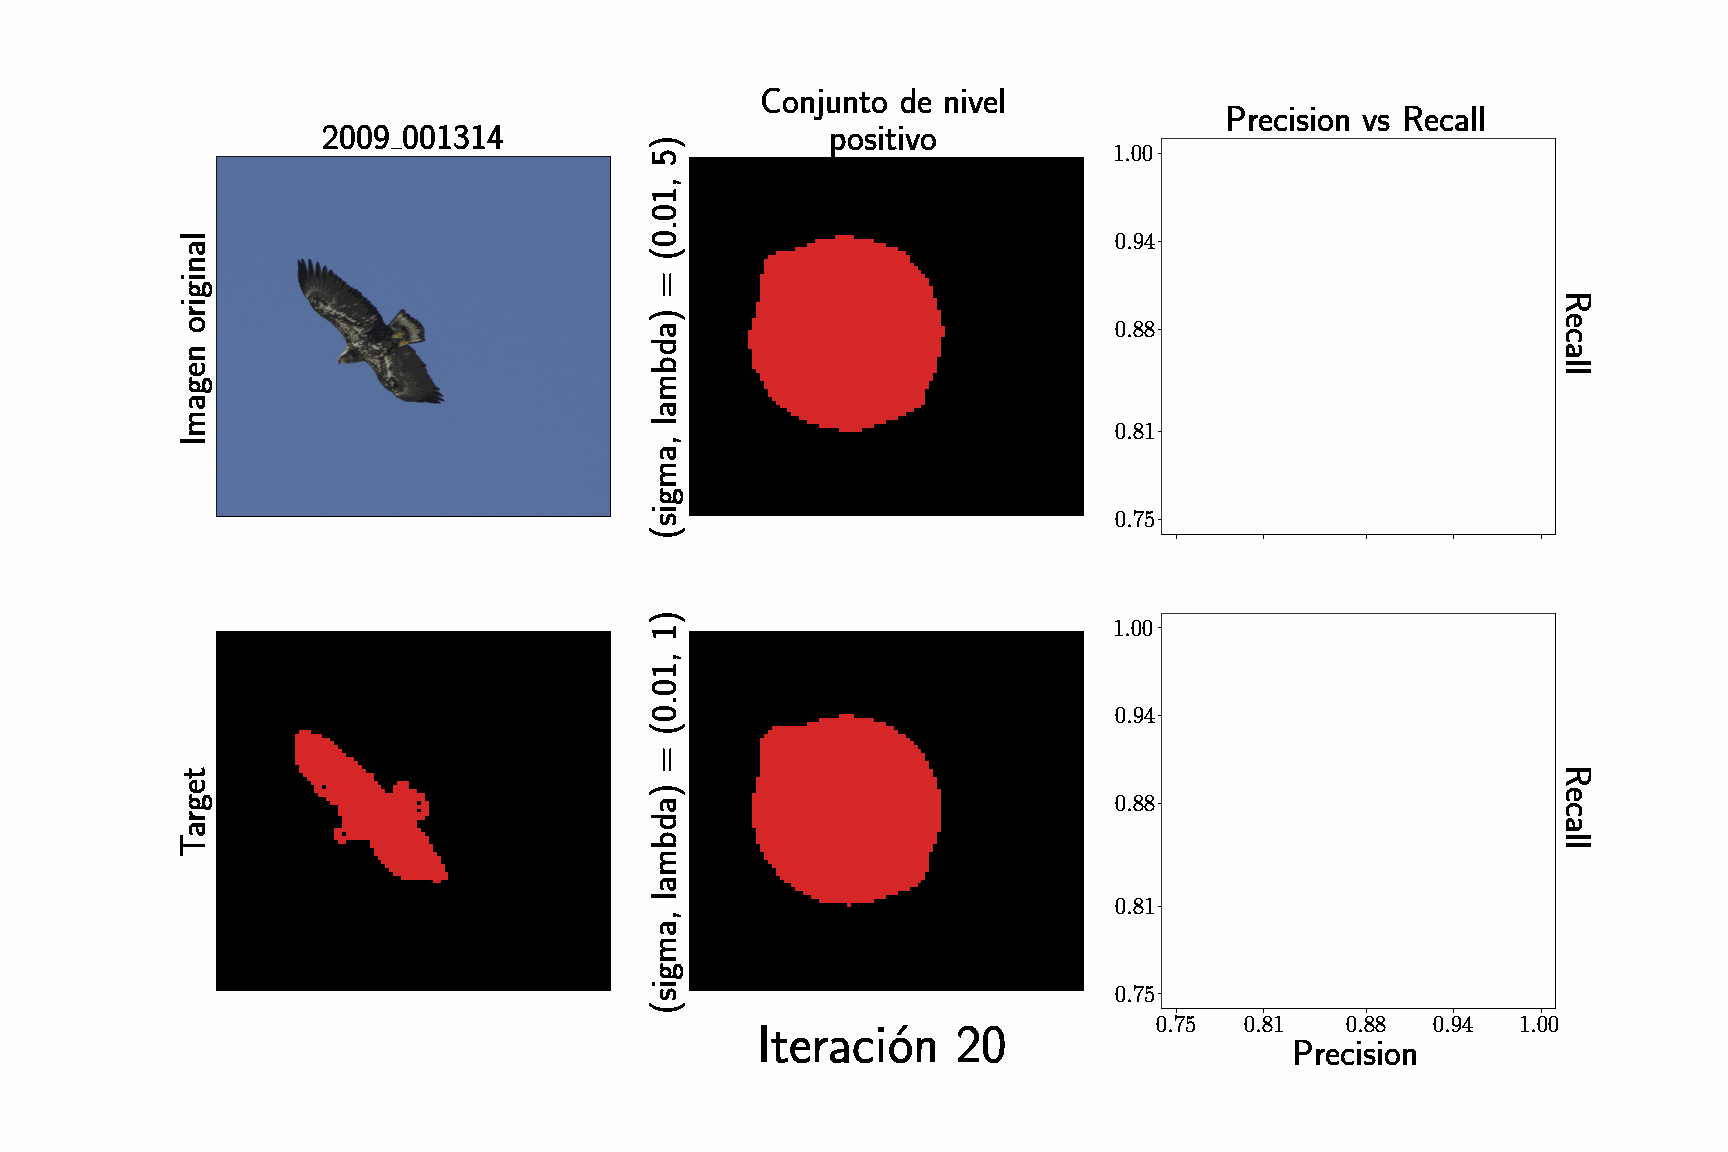 2009_001314
Imagen original
Conjunto de nivel
positivo
(sigma, lambda) = (0.01, 5)
Precision vs Recall
1.00
0.94
0.88
0.81
0.75
Recall
Target
(sigma, lambda) = (0.01, 1)
Iteración 20
1.00
0.94
0.88
0.81
0.75
0.75 0.81 0.88 0.94 1.00
Precision
Recall